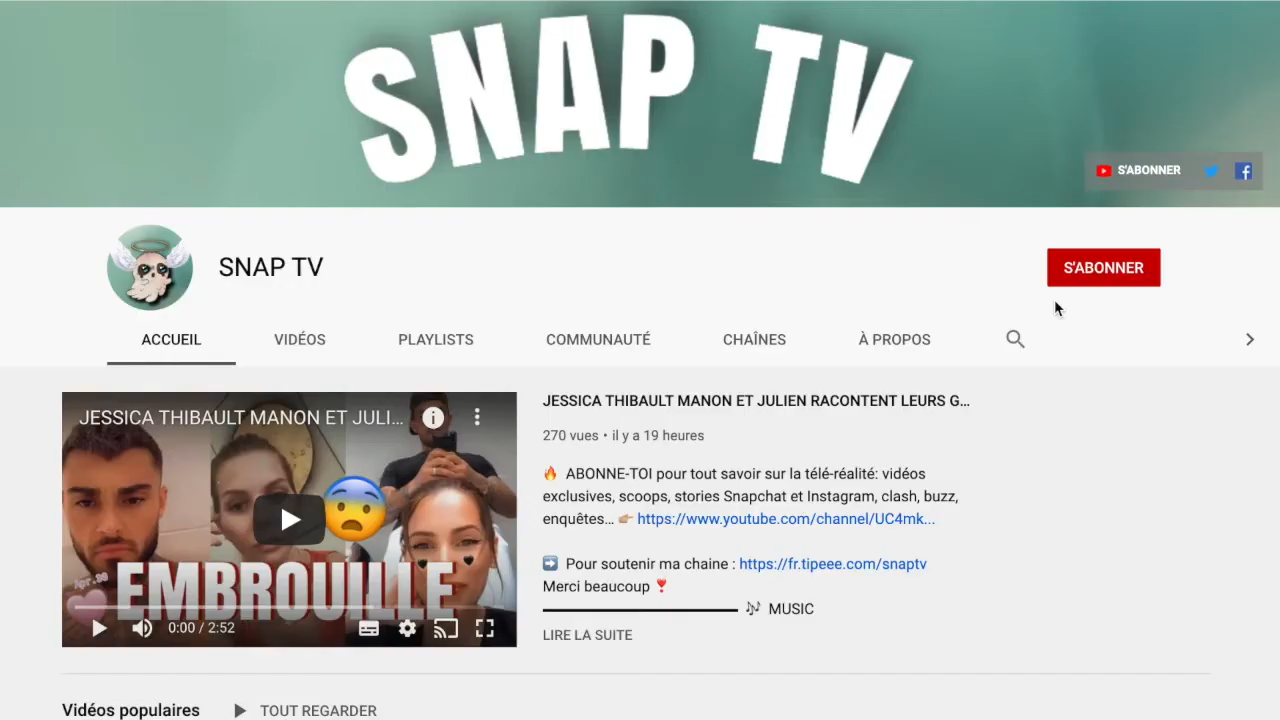 SNAP TV
S'ABONNER
SNAP TV
S'ABONNER
ACCUEIL
VIDÉOS
PLAYLISTS
COMMUNAUTÉ
CHAÎNES
À PROPOS
JESSICA THIBAULT MANON ET JULI...
EMBROUILLE
0:00 / 2:52
JESSICA THIBAULT MANON ET JULIEN RACONTENT LEURS G...
270 vues • il y a 19 heures
🔥 ABONNE-TOI pour tout savoir sur la télé-réalité: vidéos
exclusives, scoops, stories Snapchat et Instagram, clash, buzz,
enquêtes... 👉🏼 https://www.youtube.com/channel/UC4mk...
➡️ Pour soutenir ma chaine : https://fr.tipeee.com/snaptv
Merci beaucoup ❣️
🎶 MUSIC
LIRE LA SUITE
Vidéos populaires
TOUT REGARDER